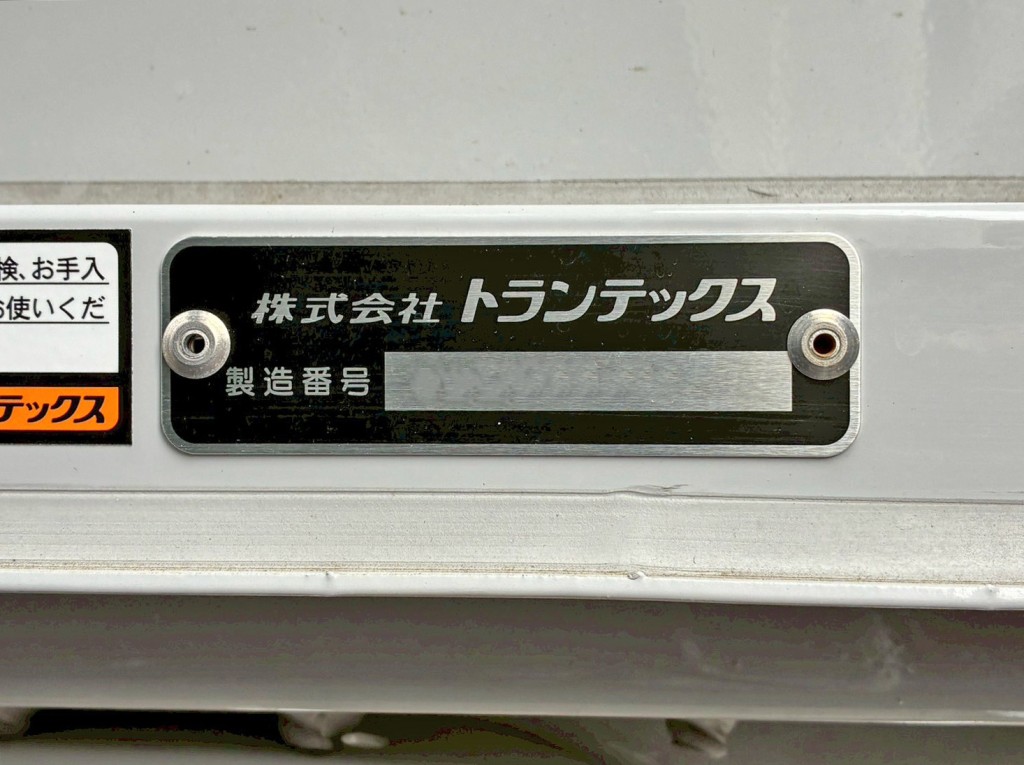 検、お手入
お使いくだ
テックス
株式会社 トランテックス
製造番号